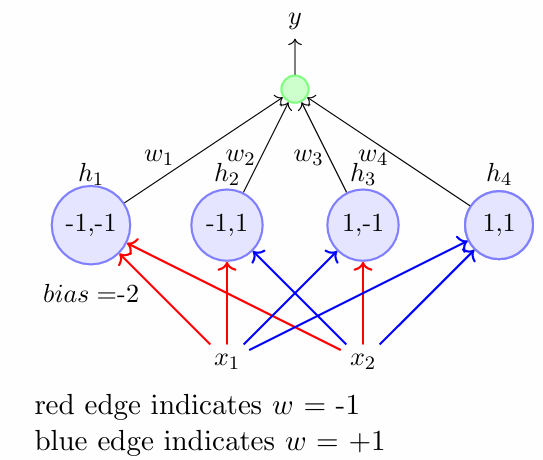 y
w₁ w₂ w₃ w₄
h₁ h₂ h₃ h₄
-1,-1 -1,1 1,-1 1,1
bias =-2
x₁ x₂
red edge indicates w = -1
blue edge indicates w = +1